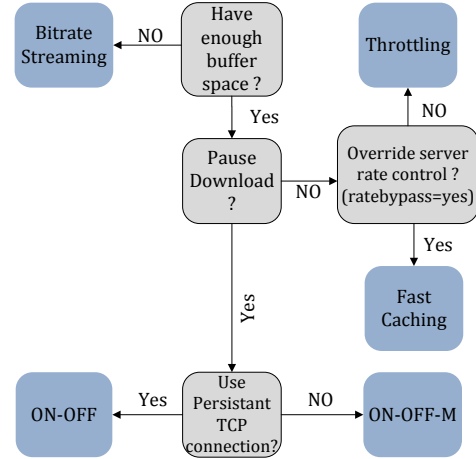 Have
enough
buffer
space ?
NO
Bitrate
Streaming
Throttling
Yes
NO
Pause
Download
?
NO
Override server
rate control ?
(ratebypass=yes)
Yes
Fast
Caching
Yes
Use
Persistant
TCP
connection?
Yes
ON-OFF
NO
ON-OFF-M